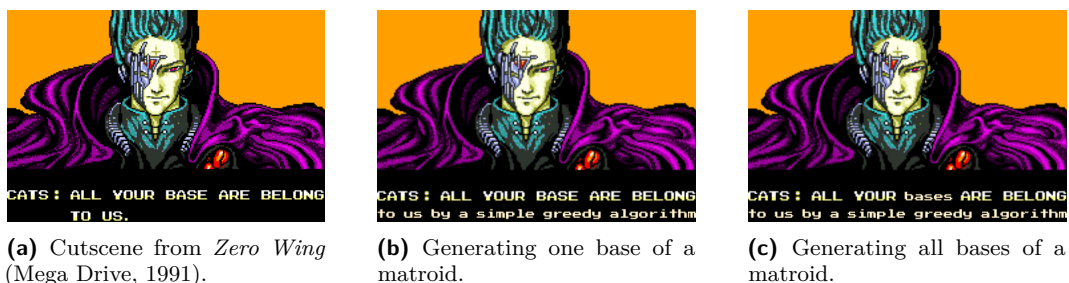 CATS: ALL YOUR BASE ARE BELONG
TO US.
(a) Cutscene from Zero Wing
(Mega Drive, 1991).
CATS: ALL YOUR BASE ARE BELONG
to us by a simple greedy algorithm
(b) Generating one base of a
matroid.
CATS: ALL YOUR bases ARE BELONG
to us by a simple greedy algorithm
(c) Generating all bases of a
matroid.